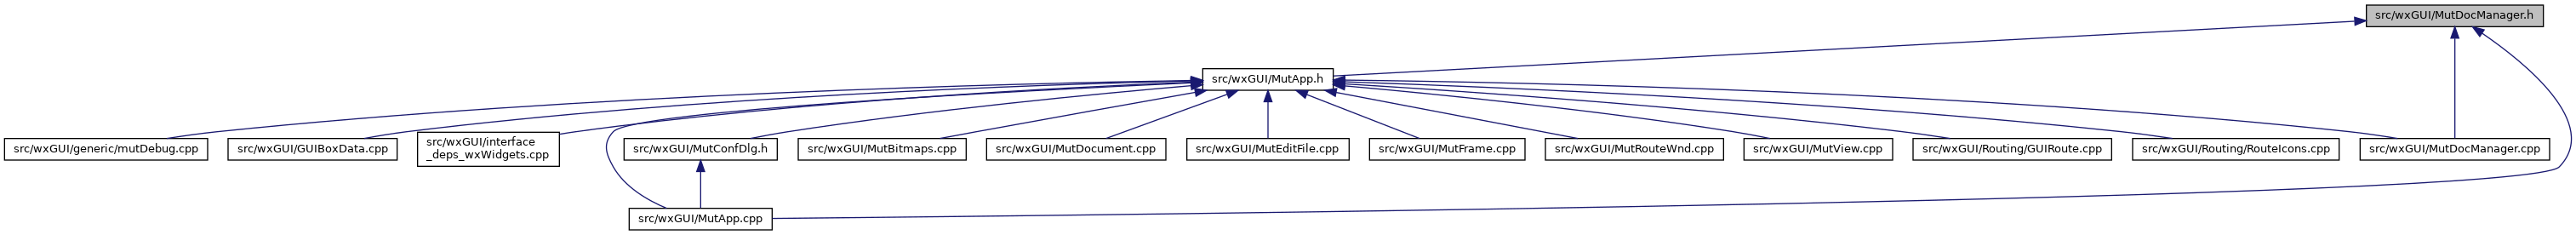 src/wxGUI/MutDocManager.h
src/wxGUI/MutApp.h
src/wxGUI/generic/mutDebug.cpp
src/wxGUI/GUIBoxData.cpp
src/wxGUI/interface
_deps_wxWidgets.cpp
src/wxGUI/MutConfDlg.h
src/wxGUI/MutBitmaps.cpp
src/wxGUI/MutDocument.cpp
src/wxGUI/MutEditFile.cpp
src/wxGUI/MutFrame.cpp
src/wxGUI/MutRouteWnd.cpp
src/wxGUI/MutView.cpp
src/wxGUI/Routing/GUIRoute.cpp
src/wxGUI/Routing/RouteIcons.cpp
src/wxGUI/MutDocManager.cpp
src/wxGUI/MutApp.cpp